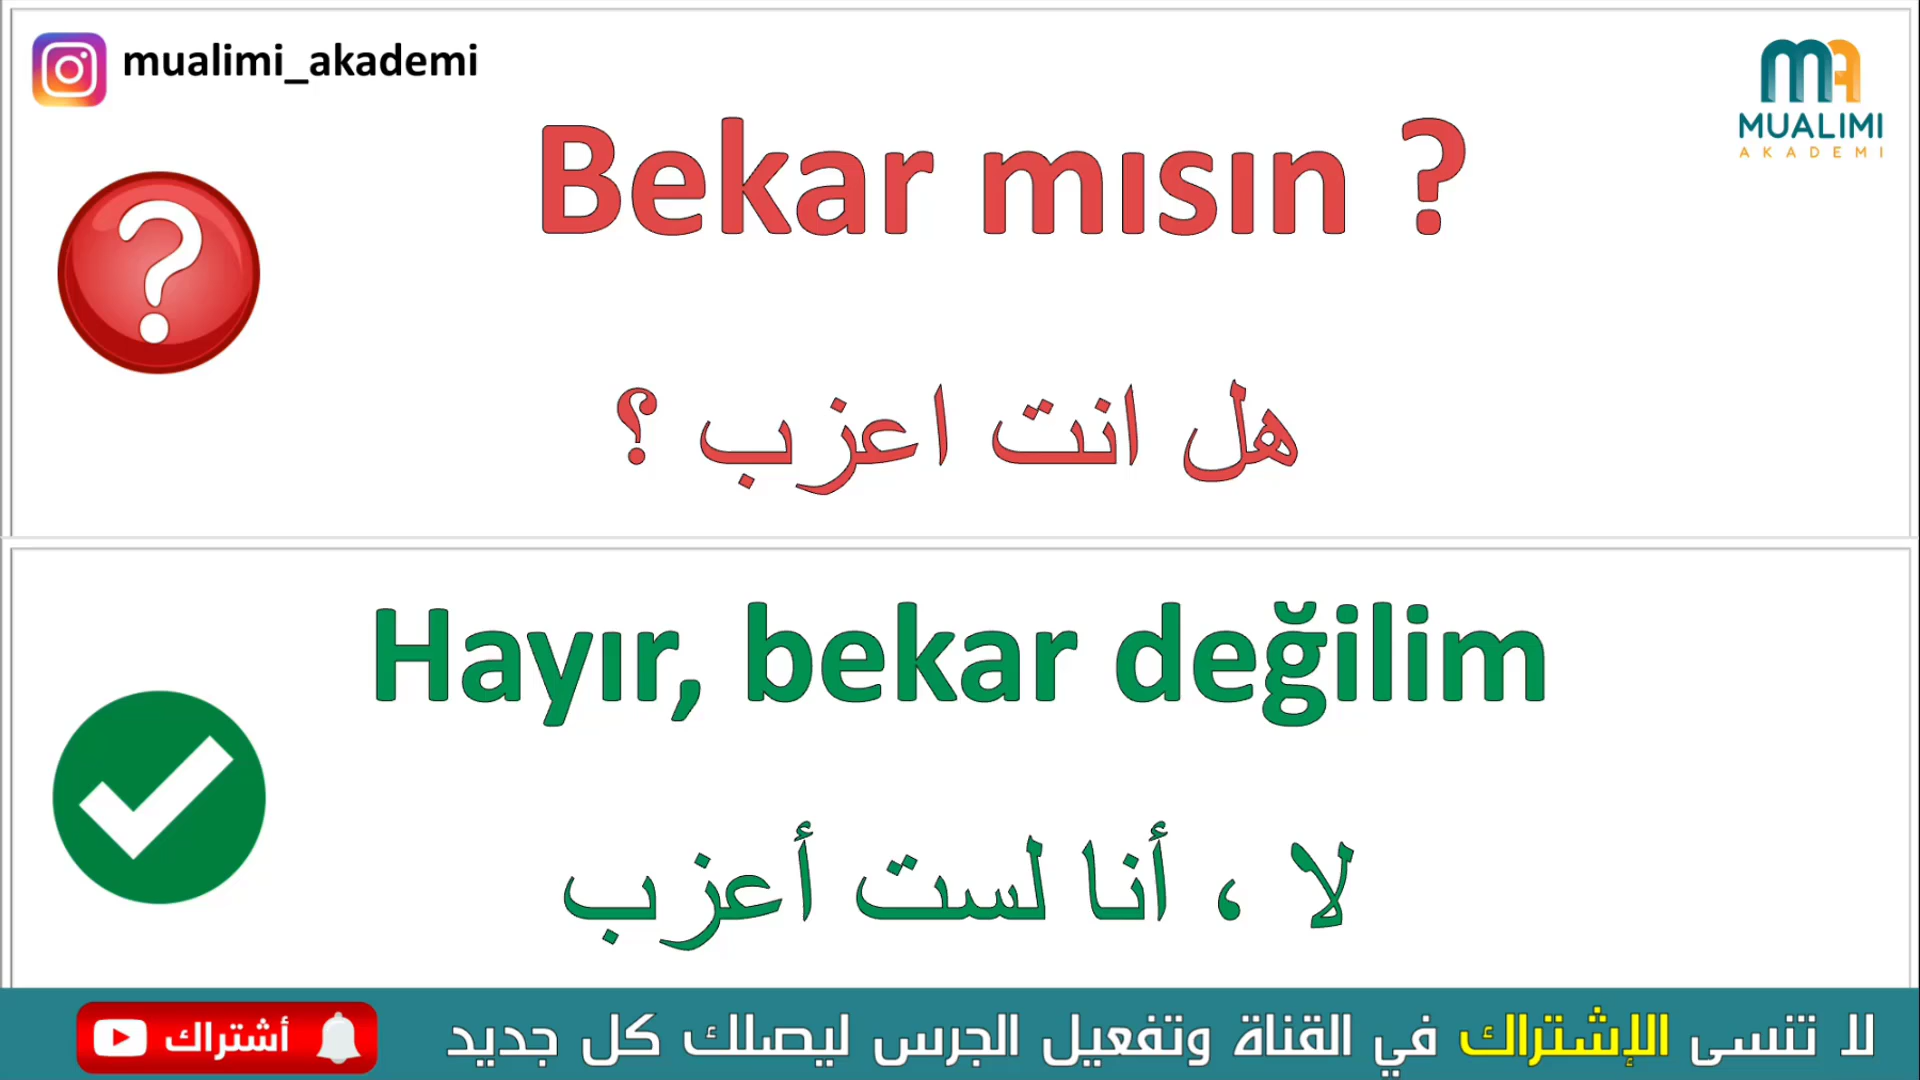 mualimi_akademi
MUALIMI
AKADEMI
Bekar mısın ?
هل انت اعزب ؟
Hayır, bekar değilim
لا ، أنا لست أعزب
أشتراك
لا تنسى الإشتراك في القناة وتفعيل الجرس ليصلك كل جديد